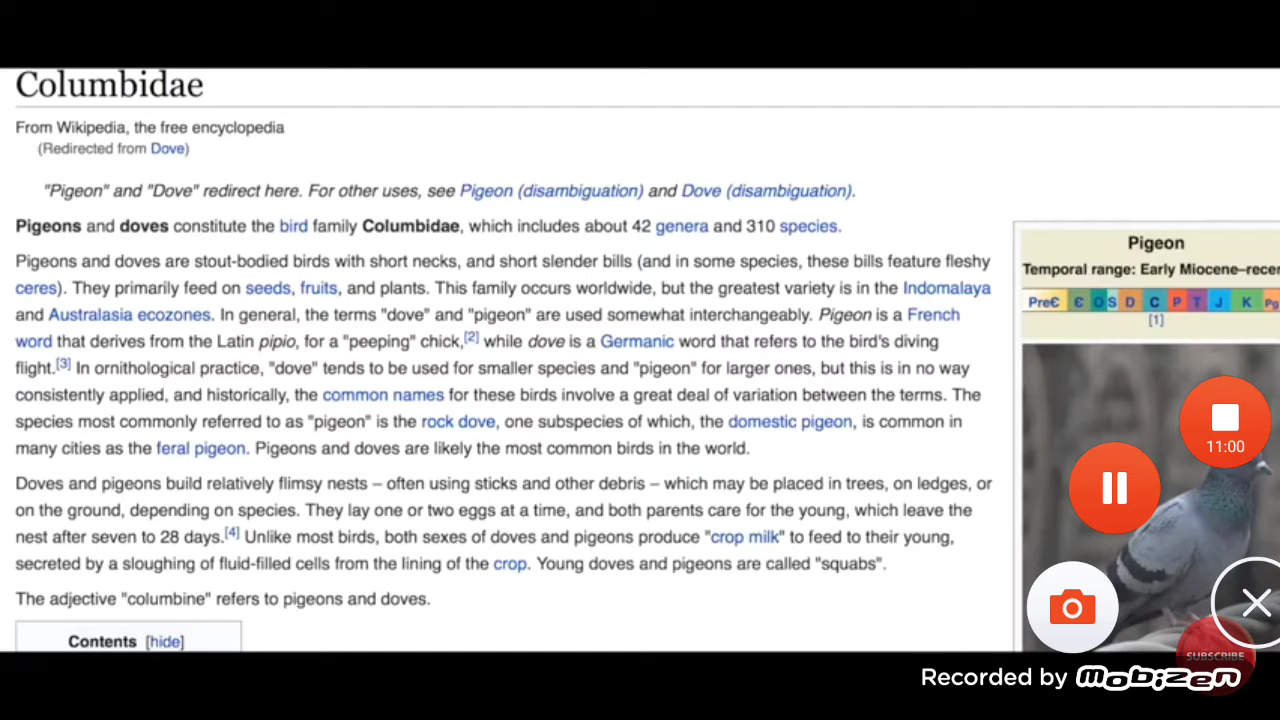 Columbidae
From Wikipedia, the free encyclopedia
(Redirected from Dove)
"Pigeon" and "Dove" redirect here. For other uses, see Pigeon (disambiguation) and Dove (disambiguation).
Pigeons and doves constitute the bird family Columbidae, which includes about 42 genera and 310 species.
Pigeons and doves are stout-bodied birds with short necks, and short slender bills (and in some species, these bills feature fleshy
ceres). They primarily feed on seeds, fruits, and plants. This family occurs worldwide, but the greatest variety is in the Indomalaya
and Australasia ecozones. In general, the terms "dove" and "pigeon" are used somewhat interchangeably. Pigeon is a French
word that derives from the Latin pipio, for a "peeping" chick,[2] while dove is a Germanic word that refers to the bird's diving
flight.[3] In ornithological practice, "dove" tends to be used for smaller species and "pigeon" for larger ones, but this is in no way
consistently applied, and historically, the common names for these birds involve a great deal of variation between the terms. The
species most commonly referred to as "pigeon" is the rock dove, one subspecies of which, the domestic pigeon, is common in
many cities as the feral pigeon. Pigeons and doves are likely the most common birds in the world.
Doves and pigeons build relatively flimsy nests – often using sticks and other debris – which may be placed in trees, on ledges, or
on the ground, depending on species. They lay one or two eggs at a time, and both parents care for the young, which leave the
nest after seven to 28 days.[4] Unlike most birds, both sexes of doves and pigeons produce "crop milk" to feed to their young,
secreted by a sloughing of fluid-filled cells from the lining of the crop. Young doves and pigeons are called "squabs".
The adjective "columbine" refers to pigeons and doves.
Contents [hide]
Pigeon
Temporal range: Early Miocene–recen
PreЄ Є O S D C P T J K Pg
[1]
11:00
SUBSCRIBE
Recorded by mobizen